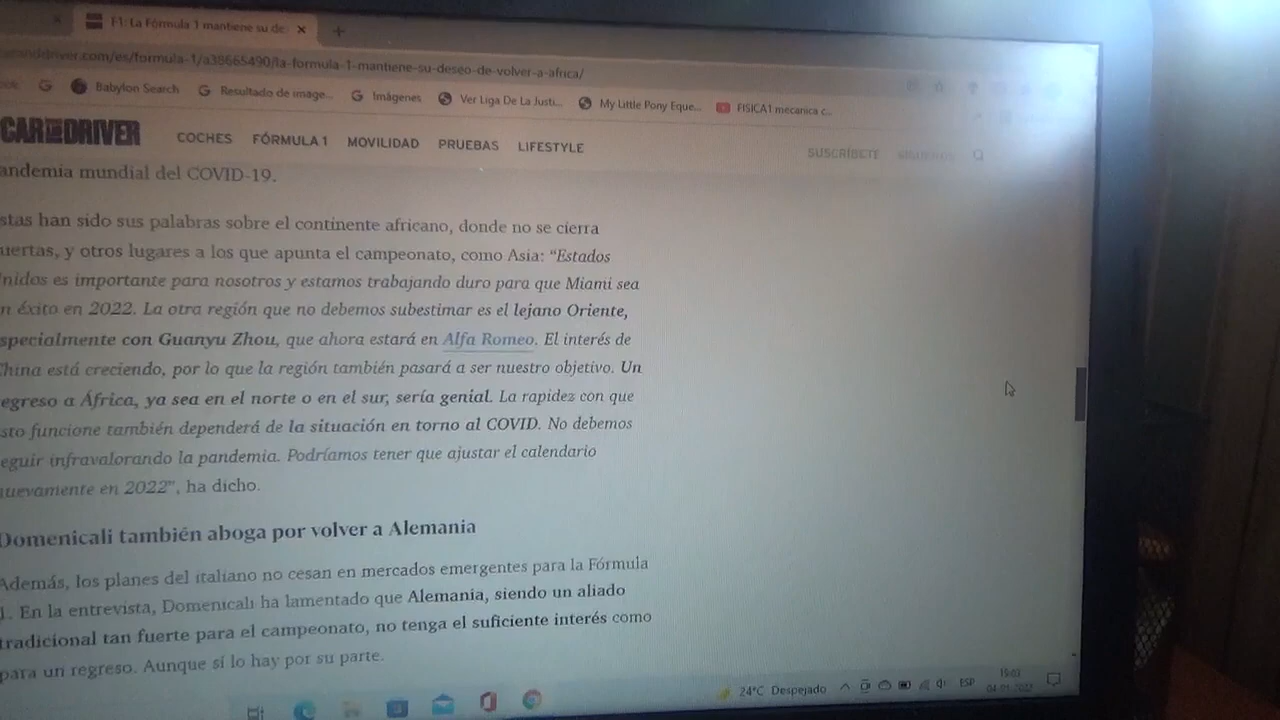 F1: La Fórmula 1 mantiene su de
driver.com/es/formula-1/a38665490/la-formula-1-mantiene-su-deseo-de-volver-a-africa/
Babylon Search
Resultado de image...
Imágenes
Ver Liga De La Justi...
My Little Pony Eque...
FISICA1 mecanica c...
CAR AND DRIVER
COCHES
FÓRMULA 1
MOVILIDAD
PRUEBAS
LIFESTYLE
SUSCRÍBETE
SÍGUENOS
andemia mundial del COVID-19.
stas han sido sus palabras sobre el continente africano, donde no se cierra
uertas, y otros lugares a los que apunta el campeonato, como Asia: “Estados
nidos es importante para nosotros y estamos trabajando duro para que Miami sea
n éxito en 2022. La otra región que no debemos subestimar es el lejano Oriente,
specialmente con Guanyu Zhou, que ahora estará en Alfa Romeo. El interés de
China está creciendo, por lo que la región también pasará a ser nuestro objetivo. Un
egreso a África, ya sea en el norte o en el sur, sería genial. La rapidez con que
sto funcione también dependerá de la situación en torno al COVID. No debemos
eguir infravalorando la pandemia. Podríamos tener que ajustar el calendario
nuevamente en 2022”, ha dicho.
Domenicali también aboga por volver a Alemania
Además, los planes del italiano no cesan en mercados emergentes para la Fórmula
1. En la entrevista, Domenicali ha lamentado que Alemania, siendo un aliado
tradicional tan fuerte para el campeonato, no tenga el suficiente interés como
para un regreso. Aunque sí lo hay por su parte.
24°C Despejado
ESP
19:03
04-01-2022